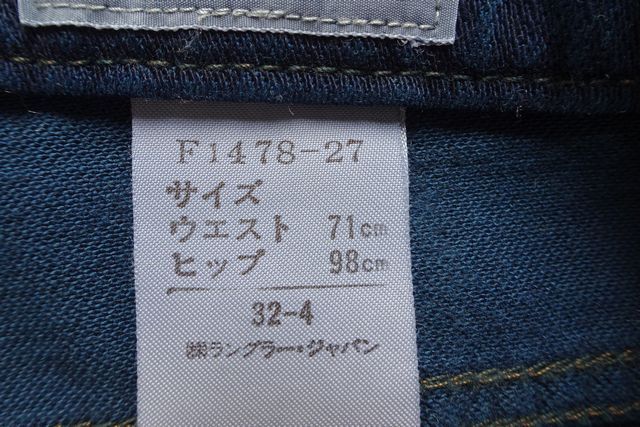 F1478-27
サイズ
ウエスト 71cm
ヒップ 98cm
32-4
㈱ラングラー・ジャパン